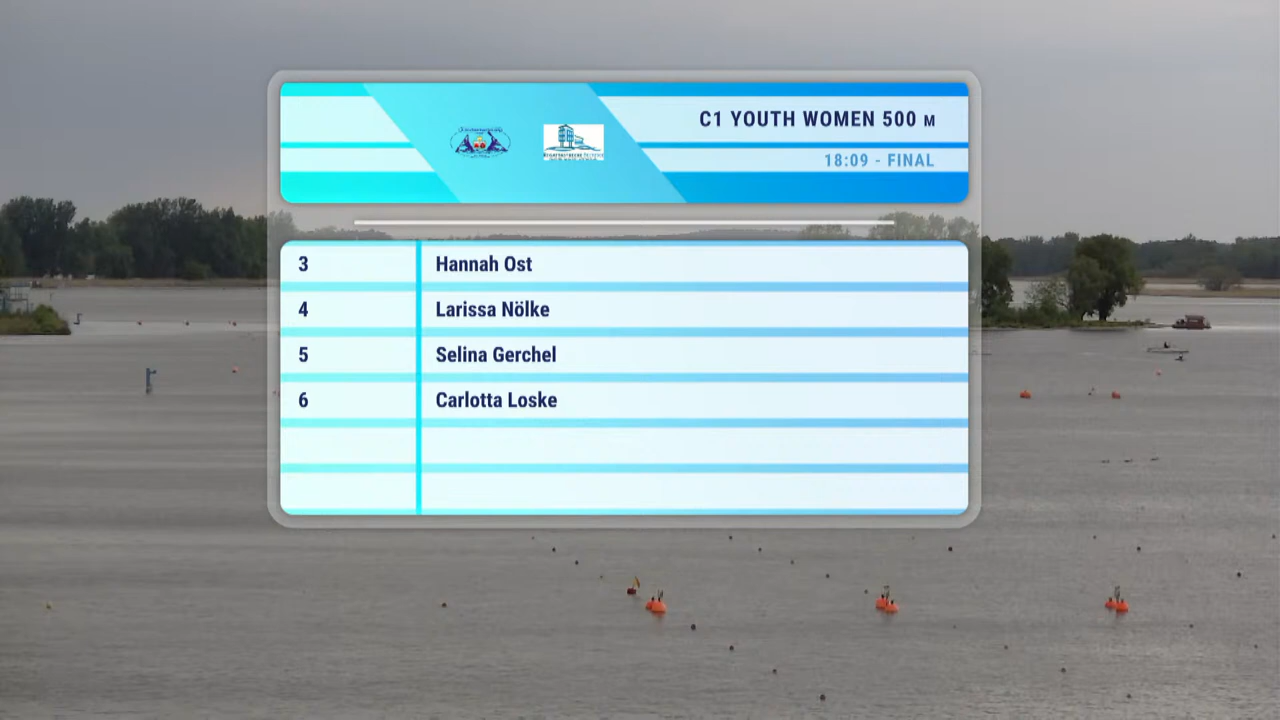 C1 YOUTH WOMEN 500 M
18:09 - FINAL
3 Hannah Ost
4 Larissa Nölke
5 Selina Gerchel
6 Carlotta Loske